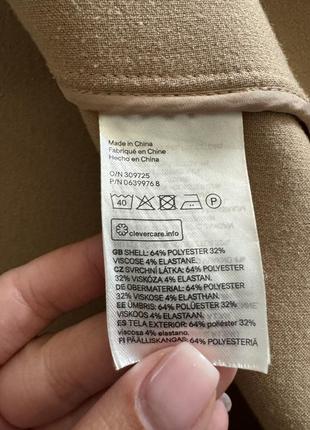 Made in China
Fabriqué en Chine
Hecho en China
O/N 309725
P/N 0639976 8
40 P
clevercare.info
GB SHELL: 64% POLYESTER 32%
VISCOSE 4% ELASTANE.
CZ SVRCHNÍ LÁTKA: 64% POLYESTER
32% VISKÓZA 4% ELASTAN.
DE OBERMATERIAL: 64% POLYESTER
32% VISKOSE 4% ELASTHAN.
EE ÜMBRIS: 64% POLÜESTER 32%
VISKOOS 4% ELASTAAN.
ES TELA EXTERIOR: 64% poliéster 32%
viscosa 4% elastano.
FI PÄÄLLISKANGAS: 64% POLYESTERIÄ